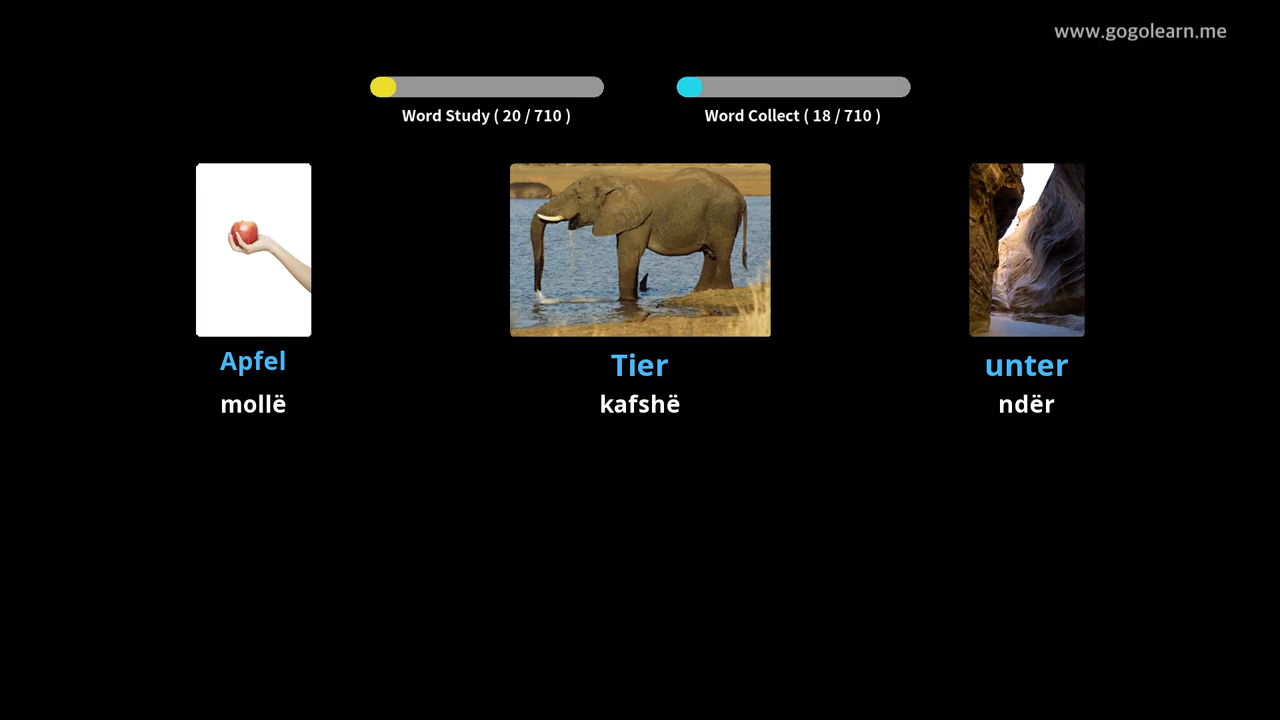 www.gogolearn.me
Word Study ( 20 / 710 )
Word Collect ( 18 / 710 )
Apfel
Tier
unter
mollë
kafshë
ndër